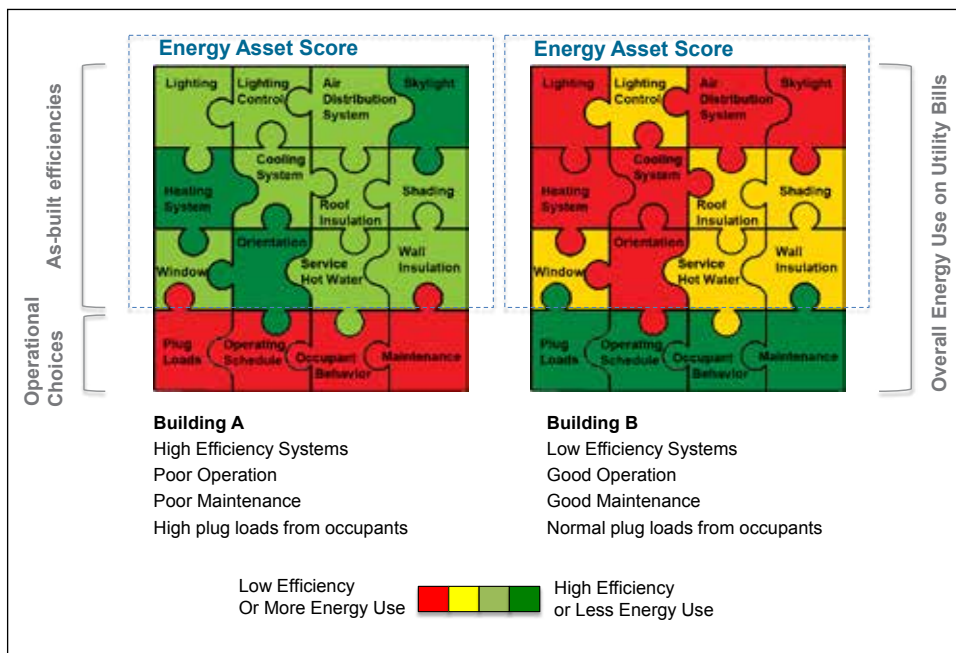 Energy Asset Score
Energy Asset Score
As-built efficiencies
Operational
Choices
Lighting
Lighting
Control
Air
Distribution
System
Skylight
Heating
System
Cooling
System
Roof
Insulation
Shading
Window
Orientation
Service
Hot Water
Wall
Insulation
Plug
Loads
Operating
Schedule
Occupant
Behavior
Maintenance
Lighting
Lighting
Control
Air
Distribution
System
Skylight
Heating
System
Cooling
System
Roof
Insulation
Shading
Window
Orientation
Service
Hot Water
Wall
Insulation
Plug
Loads
Operating
Schedule
Occupant
Behavior
Maintenance
Overall Energy Use on Utility Bills
Building A
High Efficiency Systems
Poor Operation
Poor Maintenance
High plug loads from occupants
Building B
Low Efficiency Systems
Good Operation
Good Maintenance
Normal plug loads from occupants
Low Efficiency
Or More Energy Use
High Efficiency
or Less Energy Use